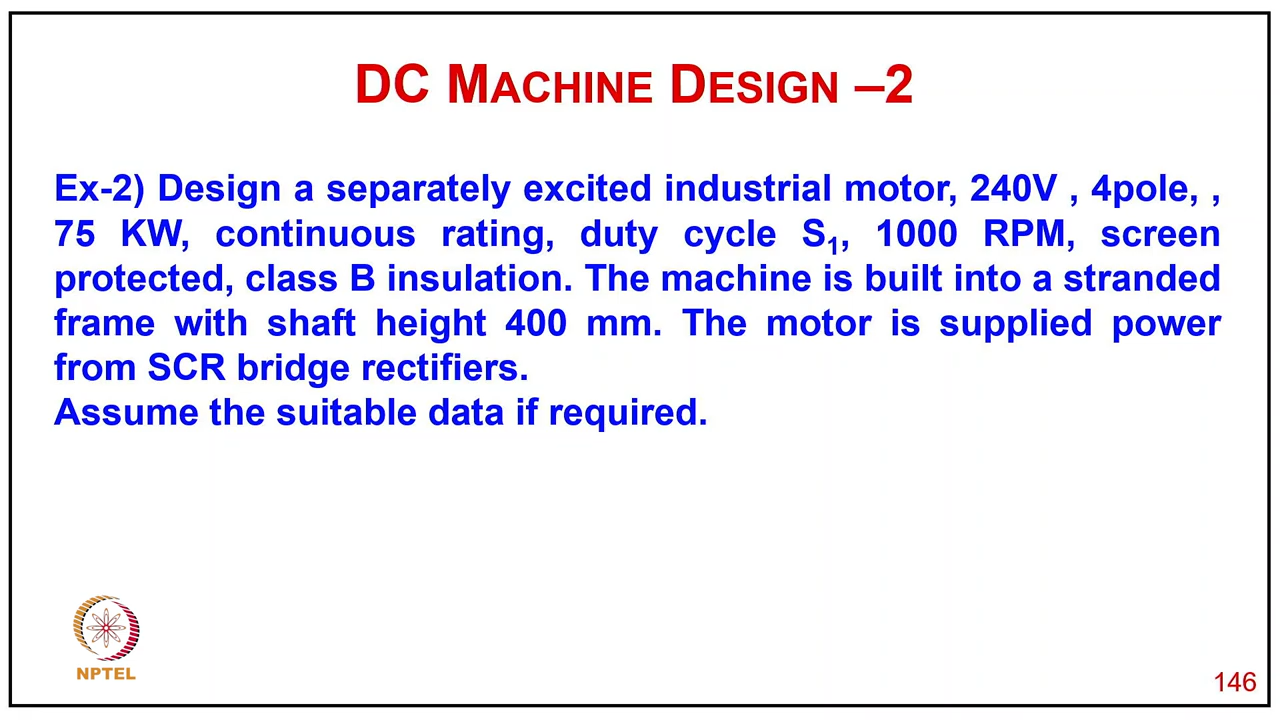 DC MACHINE DESIGN –2
Ex-2) Design a separately excited industrial motor, 240V , 4pole, ,
75 KW, continuous rating, duty cycle S1, 1000 RPM, screen
protected, class B insulation. The machine is built into a stranded
frame with shaft height 400 mm. The motor is supplied power
from SCR bridge rectifiers.
Assume the suitable data if required.
NPTEL
146